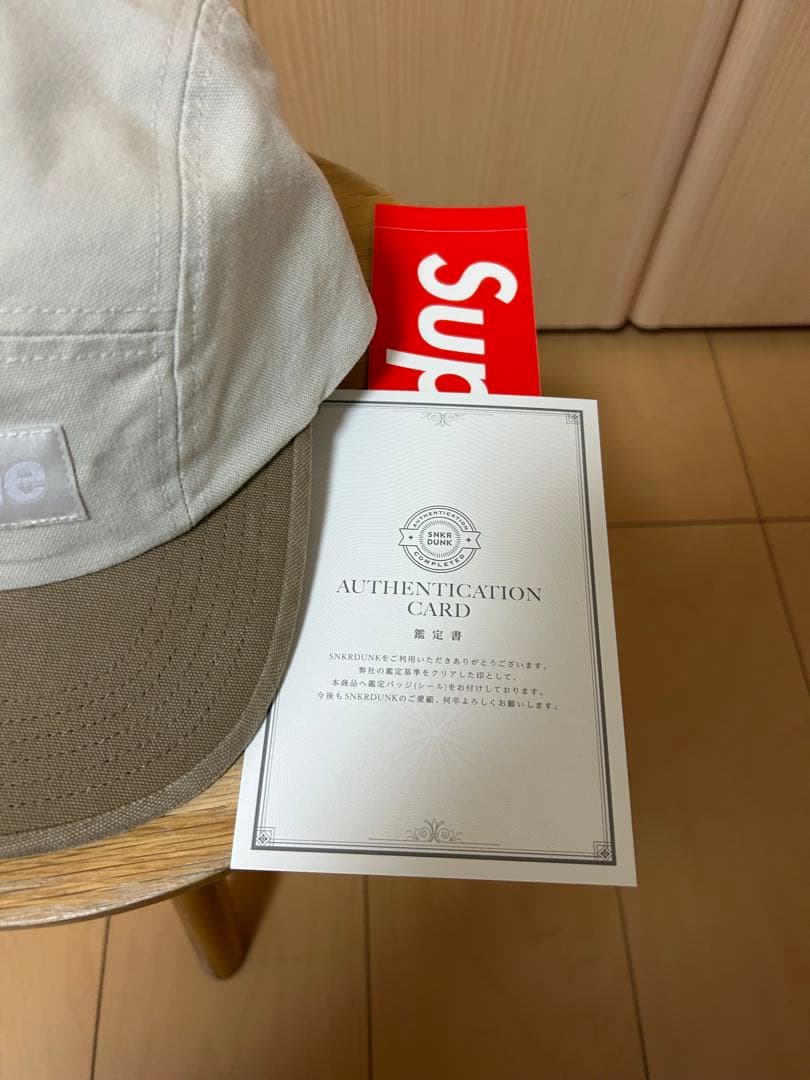 Sup
me
AUTHENTICATION
SNKR
DUNK
COMPLETED
AUTHENTICATION
CARD
鑑定書
SNKRDUNKをご利用いただきありがとうございます。
弊社の鑑定基準をクリアした印として、
本商品へ鑑定バッジ(シール)をお付けしております。
今後もSNKRDUNKのご愛顧、何卒よろしくお願いします。